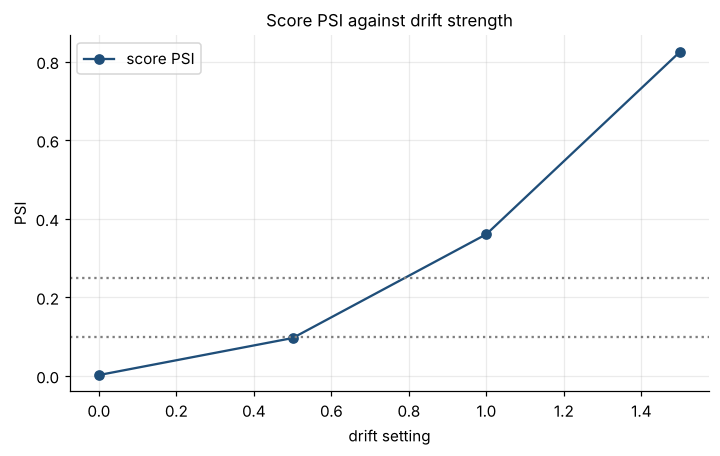 Score PSI against drift strength
score PSI
PSI
0.8
0.6
0.4
0.2
0.0
0.0 0.2 0.4 0.6 0.8 1.0 1.2 1.4
drift setting